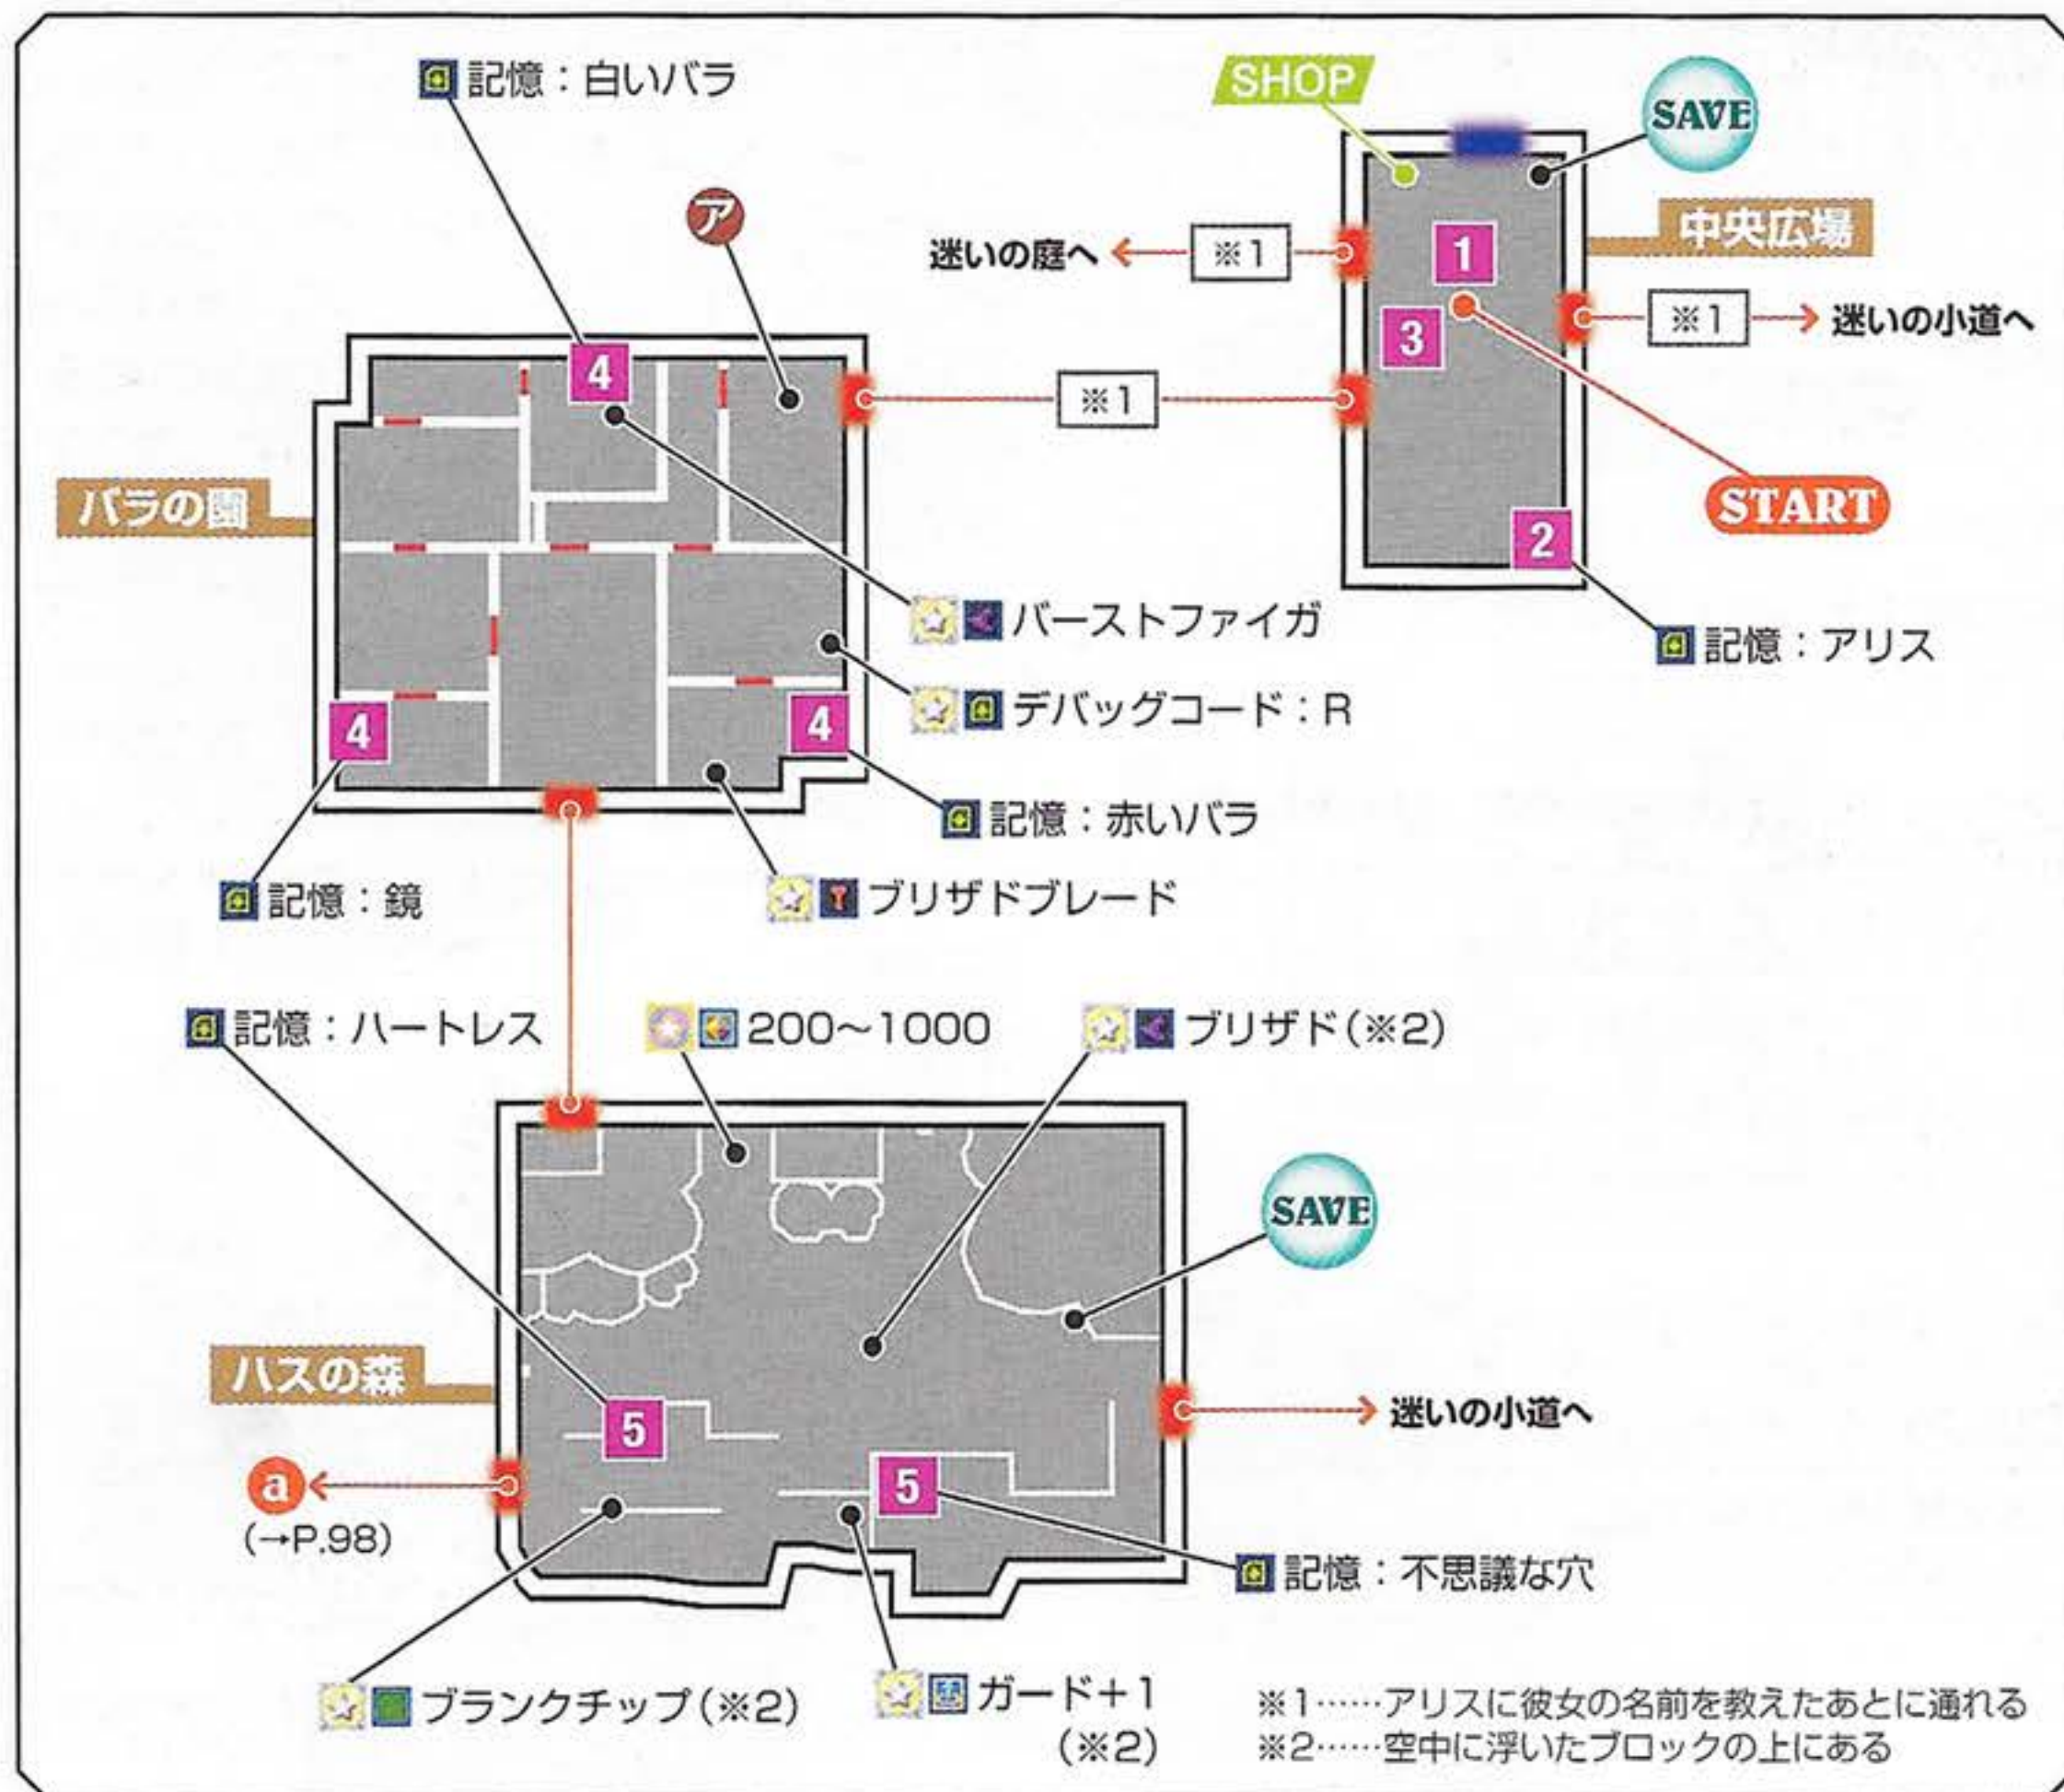 記憶：白いバラ
ア
SHOP
SAVE
中央広場
迷いの庭へ
※1
1
3
※1
迷いの小道へ
4
※1
START
バラの園
2
バーストファイガ
記憶：アリス
デバッグコード：R
4
4
記憶：赤いバラ
記憶：鏡
ブリザドブレード
記憶：ハートレス
200〜1000
ブリザド(※2)
SAVE
ハスの森
迷いの小道へ
5
5
a
(→P.98)
記憶：不思議な穴
ブランクチップ(※2)
ガード+1
(※2)
※1……アリスに彼女の名前を教えたあとに通れる
※2……空中に浮いたブロックの上にある